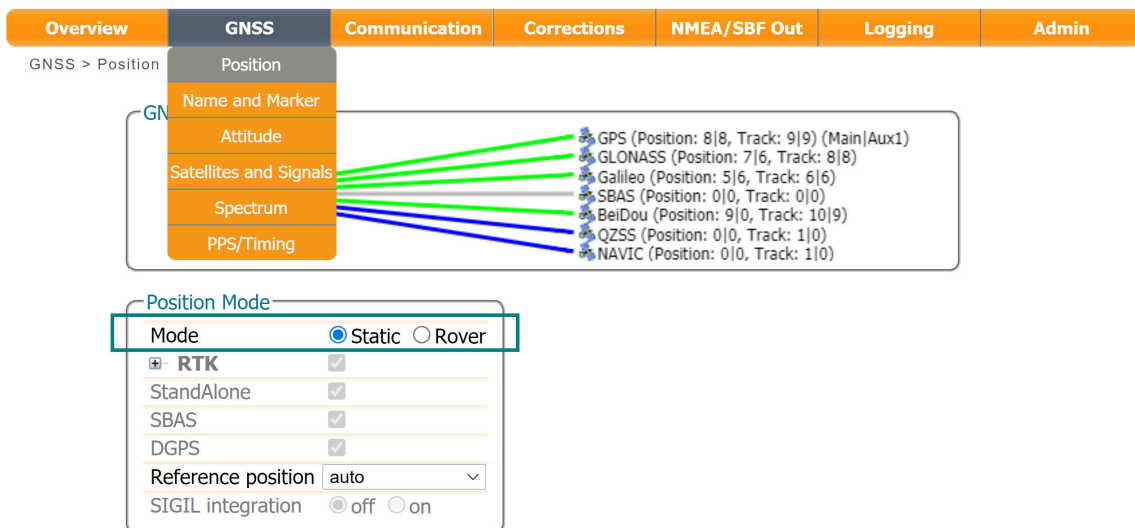 Overview GNSS Communication Corrections NMEA/SBF Out Logging Admin
GNSS > Position
Position
Name and Marker
Attitude
Satellites and Signals
Spectrum
PPS/Timing
GN
GPS (Position: 8|8, Track: 9|9) (Main|Aux1)
GLONASS (Position: 7|6, Track: 8|8)
Galileo (Position: 5|6, Track: 6|6)
SBAS (Position: 0|0, Track: 0|0)
BeiDou (Position: 9|0, Track: 10|9)
QZSS (Position: 0|0, Track: 1|0)
NAVIC (Position: 0|0, Track: 1|0)
Position Mode
Mode Static Rover
RTK
StandAlone
SBAS
DGPS
Reference position auto
SIGIL integration off on